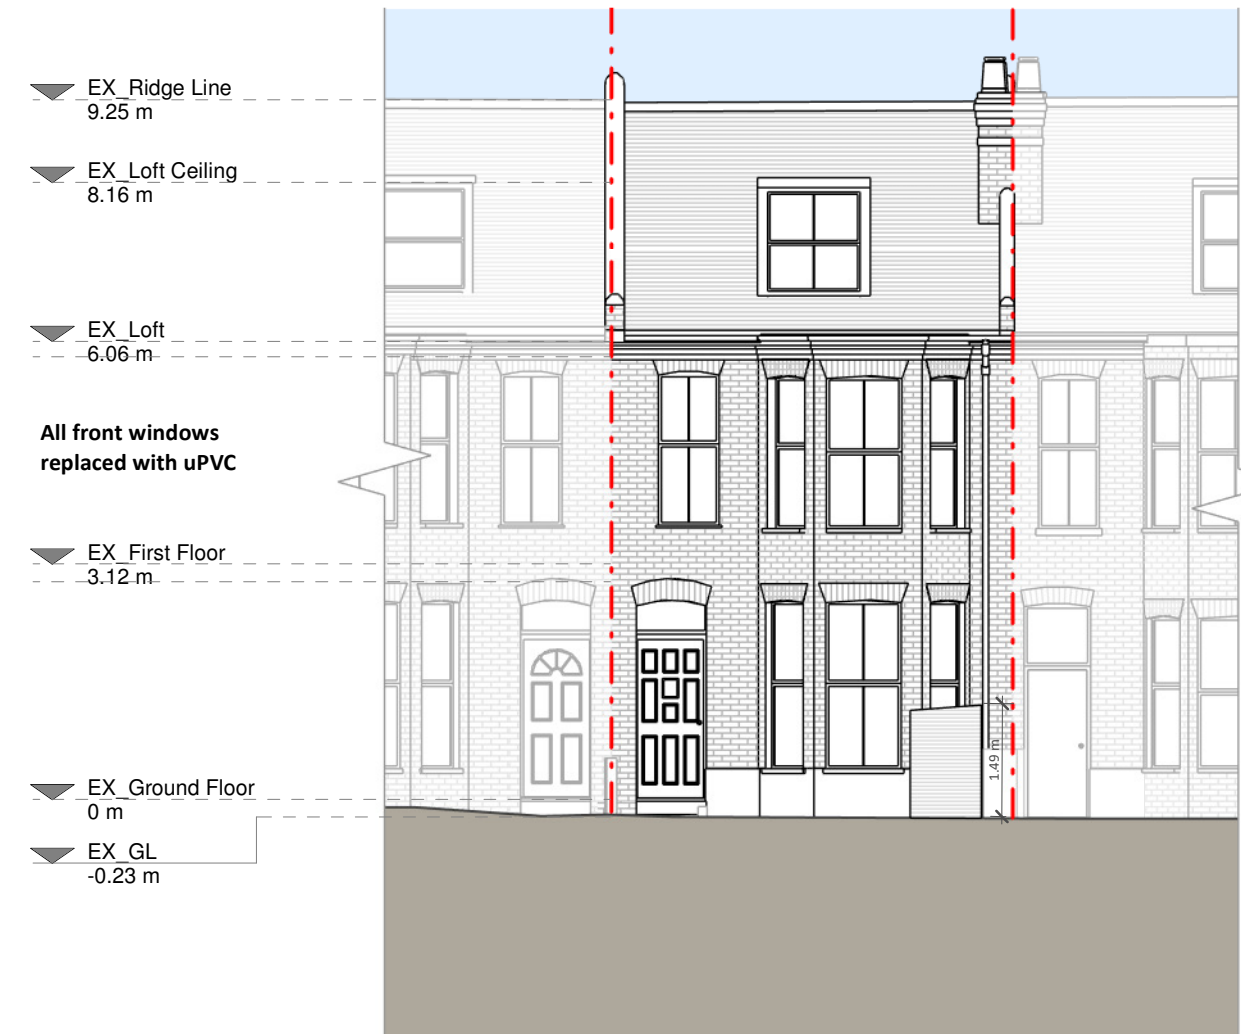 EX_Ridge Line
9.25 m
EX_Loft Ceiling
8.16 m
EX_Loft
6.06 m
All front windows
replaced with uPVC
EX_First Floor
3.12 m
1.49 m
EX_Ground Floor
0 m
EX_GL
-0.23 m